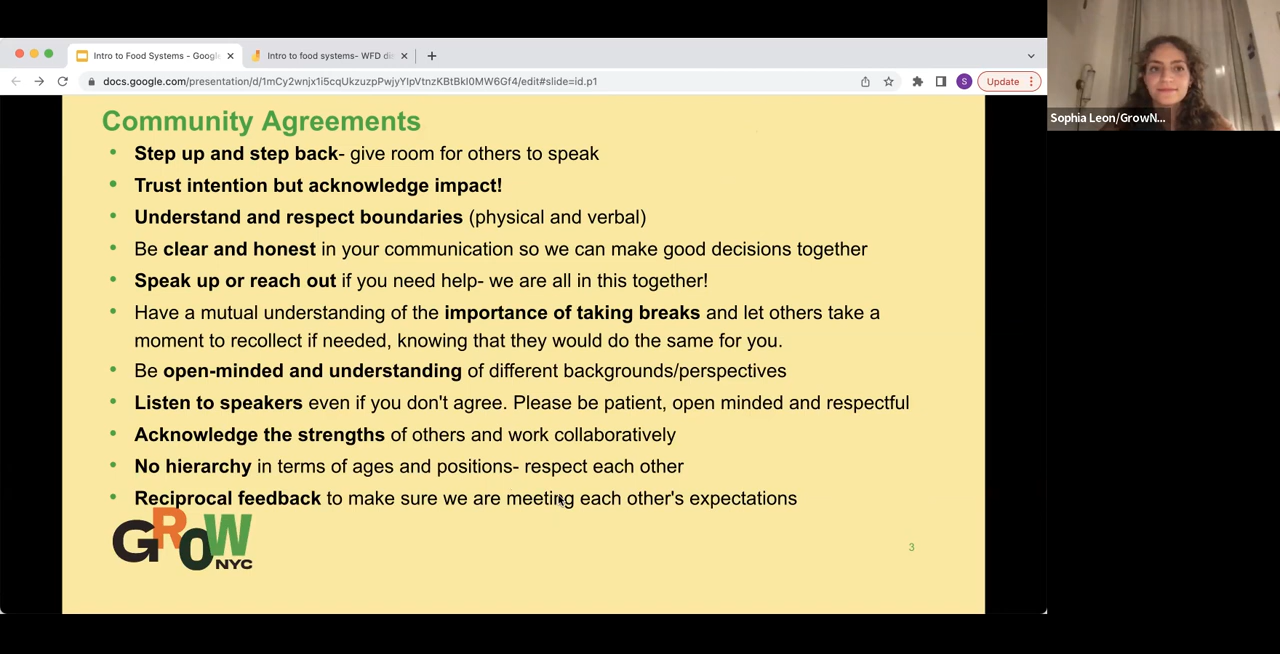 Intro to Food Systems - Googl
Intro to food systems- WFD di
docs.google.com/presentation/d/1mCy2wnjx1i5cqUkzuzpPwjyYlpVtnzKBtBkI0MW6Gf4/edit#slide=id.p1
S
Update
Sophia Leon/GrowN...
Community Agreements
• Step up and step back- give room for others to speak
• Trust intention but acknowledge impact!
• Understand and respect boundaries (physical and verbal)
• Be clear and honest in your communication so we can make good decisions together
• Speak up or reach out if you need help- we are all in this together!
• Have a mutual understanding of the importance of taking breaks and let others take a
moment to recollect if needed, knowing that they would do the same for you.
• Be open-minded and understanding of different backgrounds/perspectives
• Listen to speakers even if you don't agree. Please be patient, open minded and respectful
• Acknowledge the strengths of others and work collaboratively
• No hierarchy in terms of ages and positions- respect each other
• Reciprocal feedback to make sure we are meeting each other's expectations
GROW
NYC
3